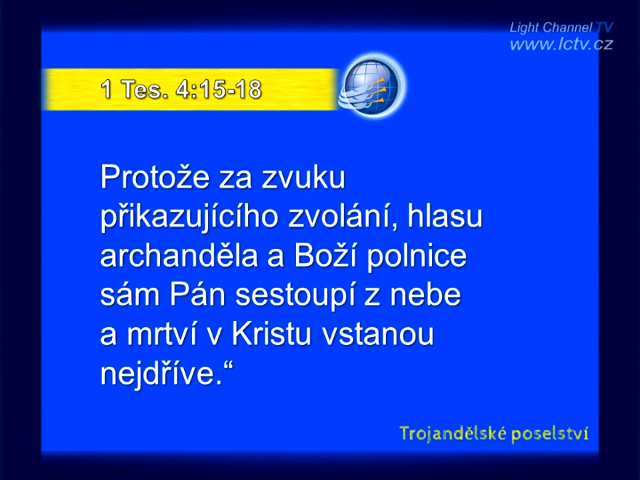 Light Channel TV
www.lctv.cz
1 Tes. 4:15-18
Protože za zvuku
přikazujícího zvolání, hlasu
archanděla a Boží polnice
sám Pán sestoupí z nebe
a mrtví v Kristu vstanou
nejdříve.“
Trojandělské poselství